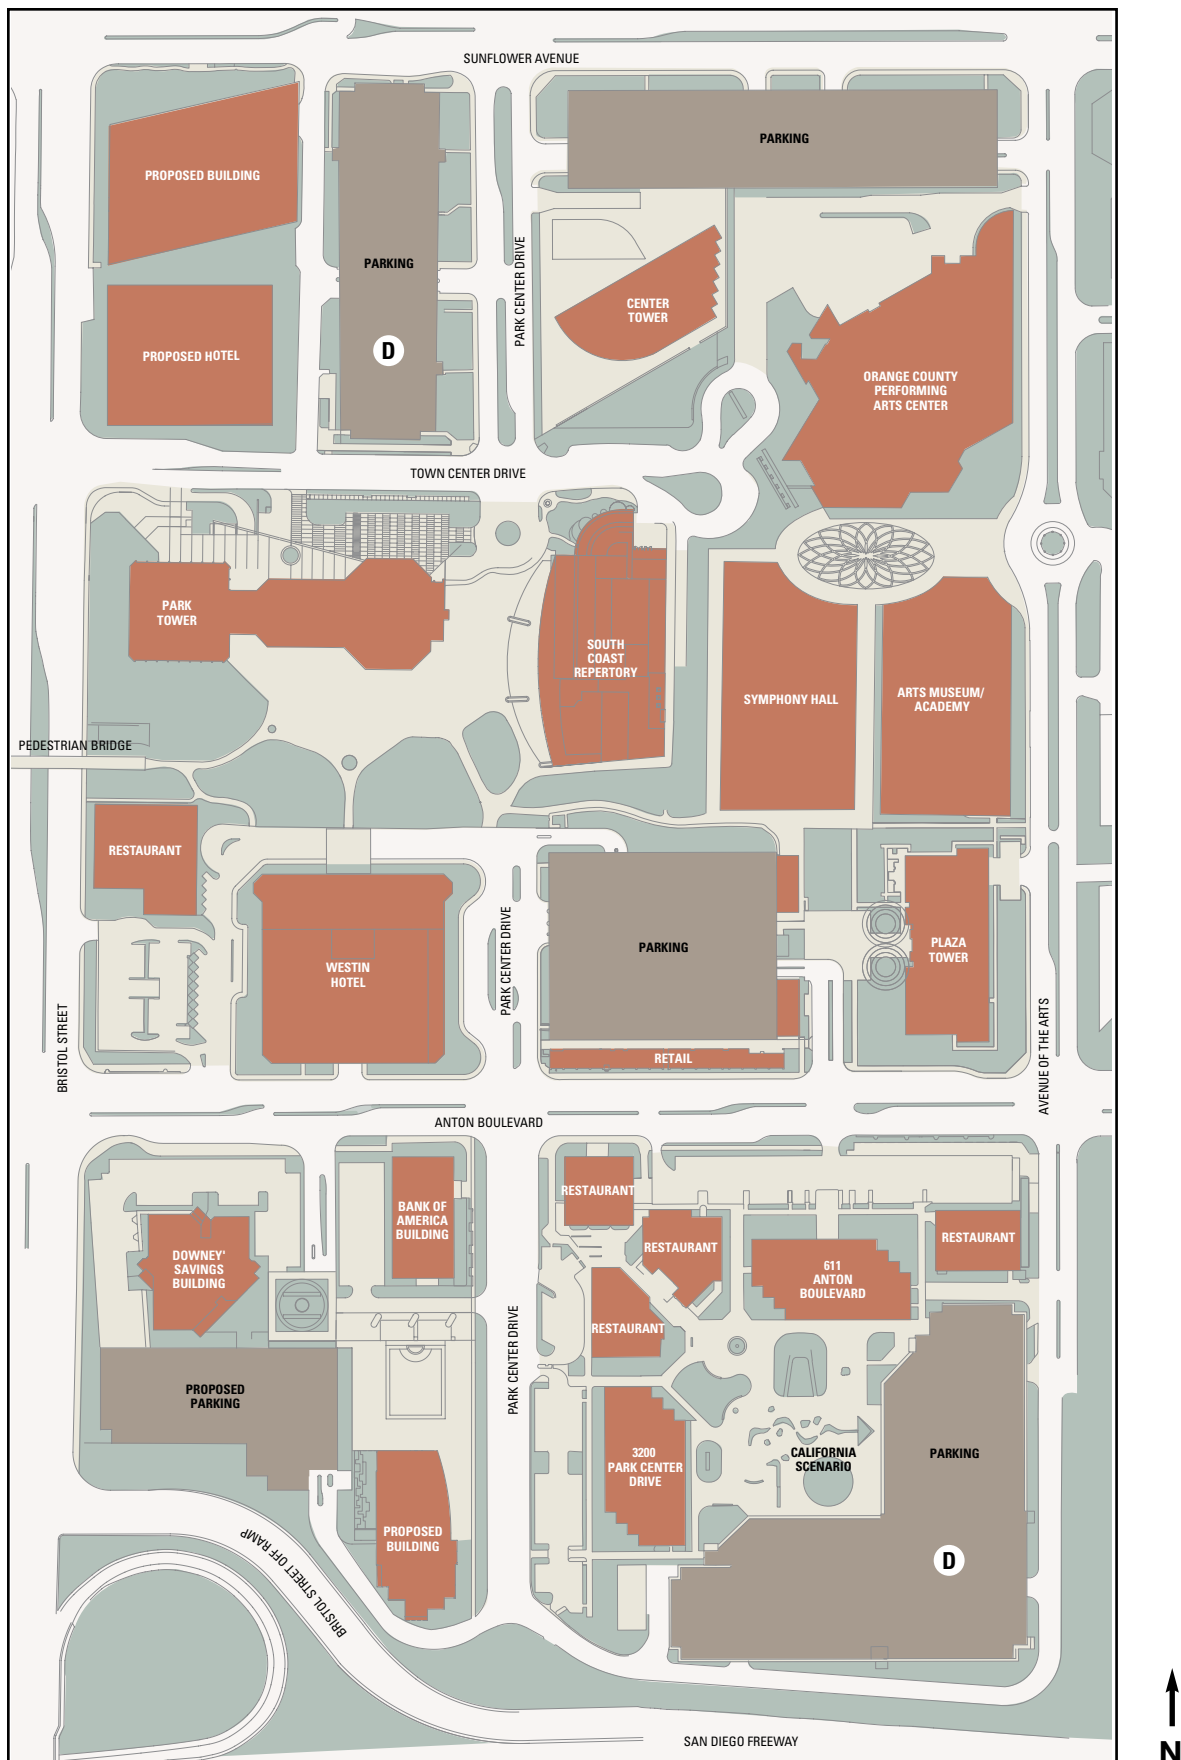 SUNFLOWER AVENUE
PARKING
PROPOSED BUILDING
PARKING
PARK CENTER DRIVE
CENTER
TOWER
PROPOSED HOTEL
D
ORANGE COUNTY
PERFORMING
ARTS CENTER
TOWN CENTER DRIVE
PARK
TOWER
SOUTH
COAST
REPERTORY
SYMPHONY HALL
ARTS MUSEUM/
ACADEMY
PEDESTRIAN BRIDGE
RESTAURANT
WESTIN
HOTEL
PARK CENTER DRIVE
PARKING
PLAZA
TOWER
BRISTOL STREET
RETAIL
AVENUE OF THE ARTS
ANTON BOULEVARD
RESTAURANT
BANK OF
AMERICA
BUILDING
RESTAURANT
RESTAURANT
DOWNEY'
SAVINGS
BUILDING
611
ANTON
BOULEVARD
RESTAURANT
PARK CENTER DRIVE
PROPOSED
PARKING
3200
PARK CENTER
DRIVE
CALIFORNIA
SCENARIO
PARKING
PROPOSED
BUILDING
BRISTOL STREET OFF RAMP
D
SAN DIEGO FREEWAY
N